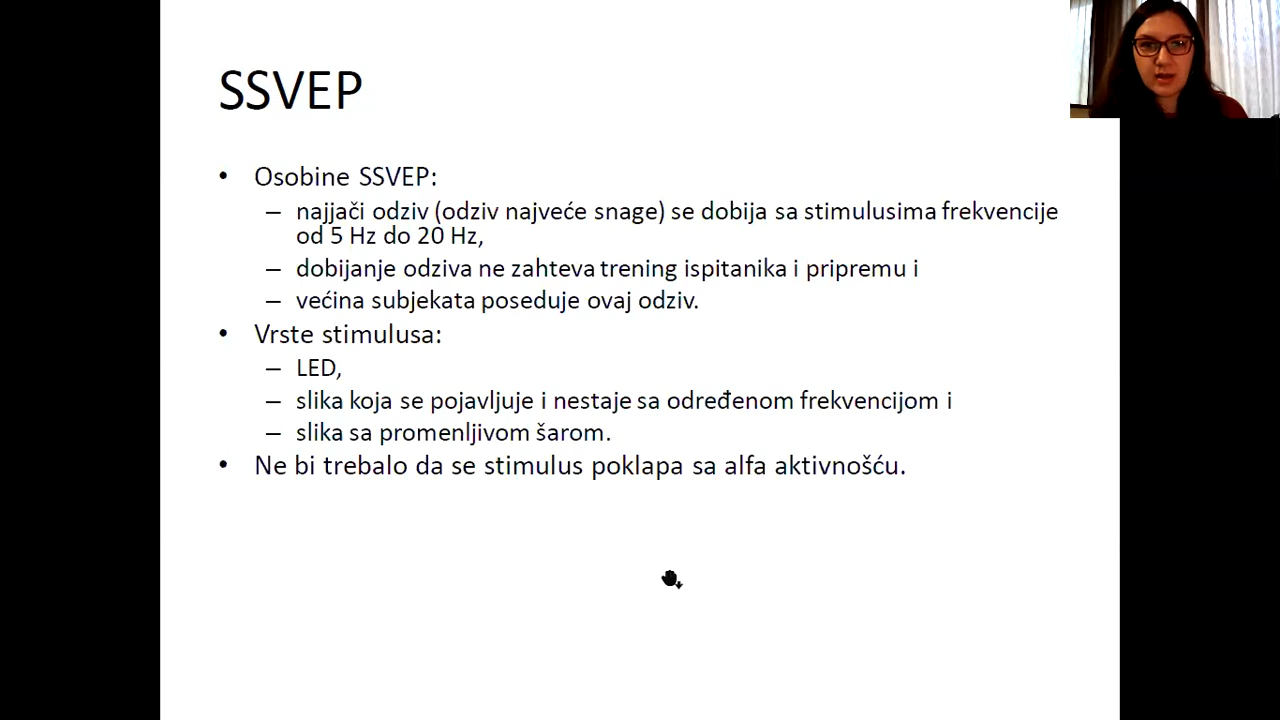 SSVEP
• Osobine SSVEP:
– najjači odziv (odziv najveće snage) se dobija sa stimulusima frekvencije
od 5 Hz do 20 Hz,
– dobijanje odziva ne zahteva trening ispitanika i pripremu i
– većina subjekata poseduje ovaj odziv.
• Vrste stimulusa:
– LED,
– slika koja se pojavljuje i nestaje sa određenom frekvencijom i
– slika sa promenljivom šarom.
• Ne bi trebalo da se stimulus poklapa sa alfa aktivnošću.